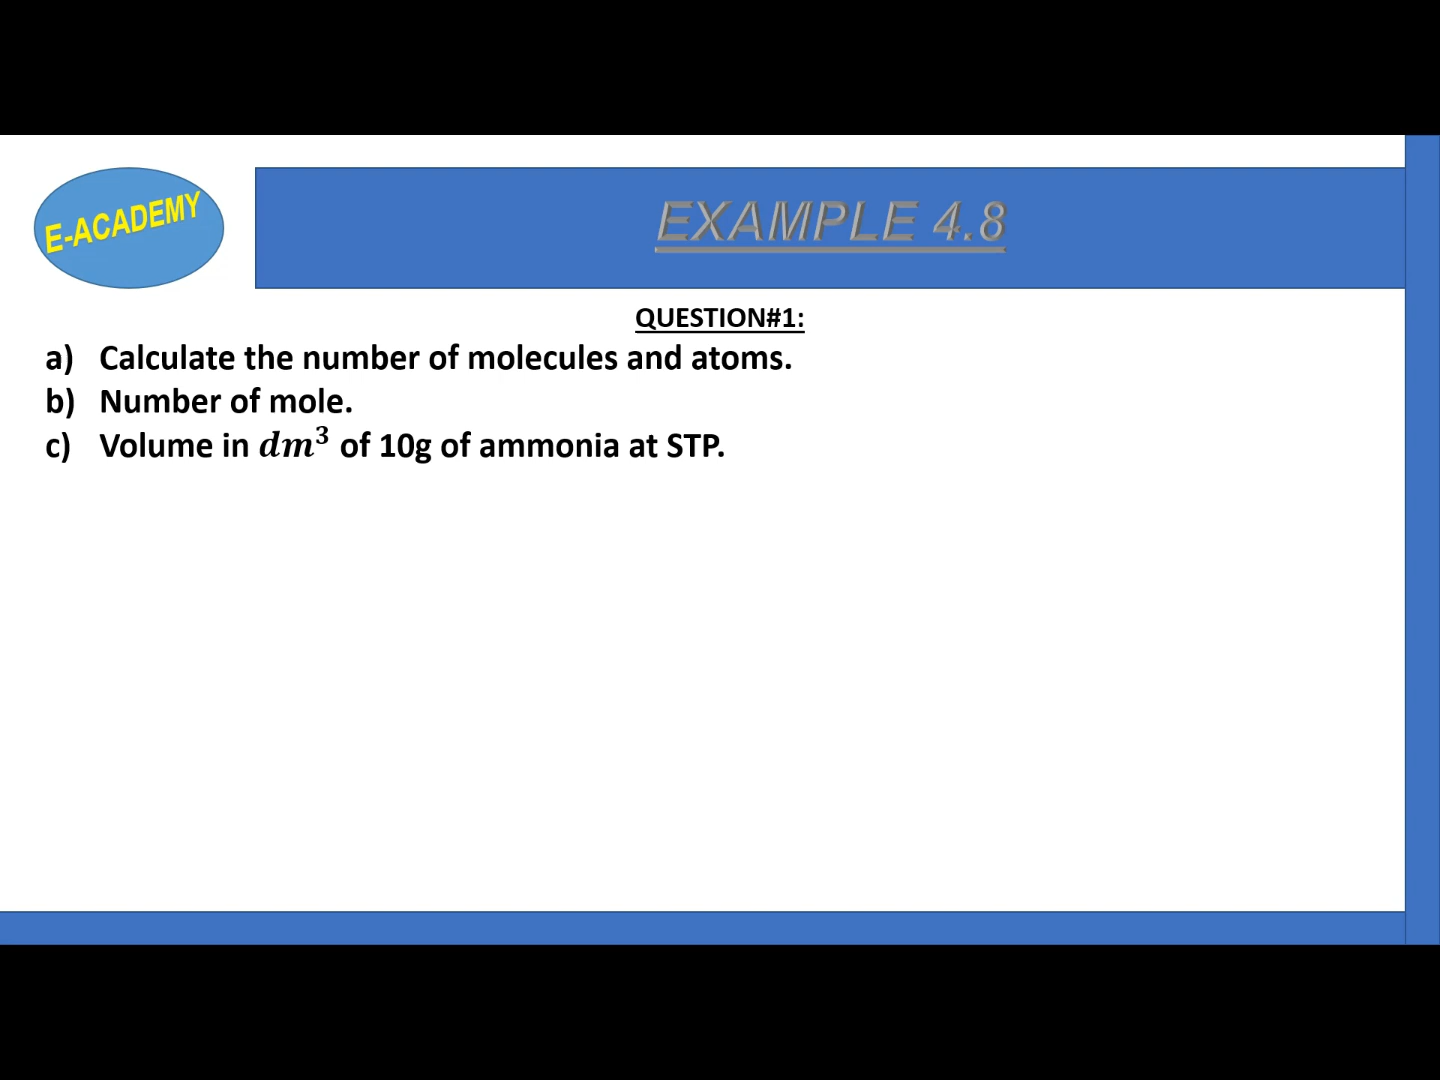 E-ACADEMY
EXAMPLE 4.8
QUESTION#1:
a) Calculate the number of molecules and atoms.
b) Number of mole.
c) Volume in dm³ of 10g of ammonia at STP.